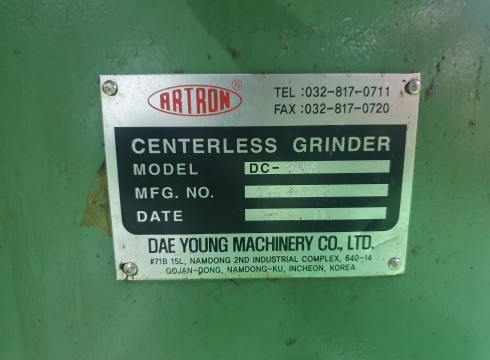 ARTRON ®
TEL : 032-817-0711
FAX : 032-817-0720
CENTERLESS GRINDER
MODEL DC-
MFG. NO.
DATE
DAE YOUNG MACHINERY CO., LTD.
#71B 15L, NAMDONG 2ND INDUSTRIAL COMPLEX, 640-14
GOJAN-DONG, NAMDONG-KU, INCHEON, KOREA